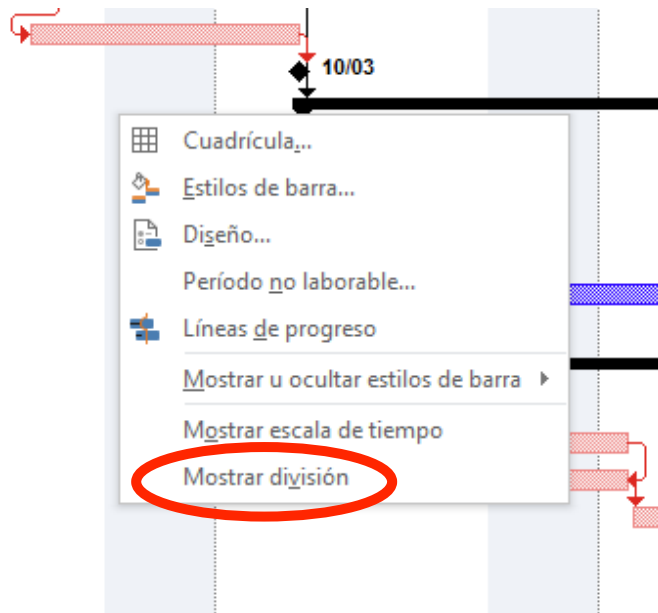 10/03
Cuadrícula...
Estilos de barra...
Diseño...
Período no laborable...
Líneas de progreso
Mostrar u ocultar estilos de barra
Mostrar escala de tiempo
Mostrar división